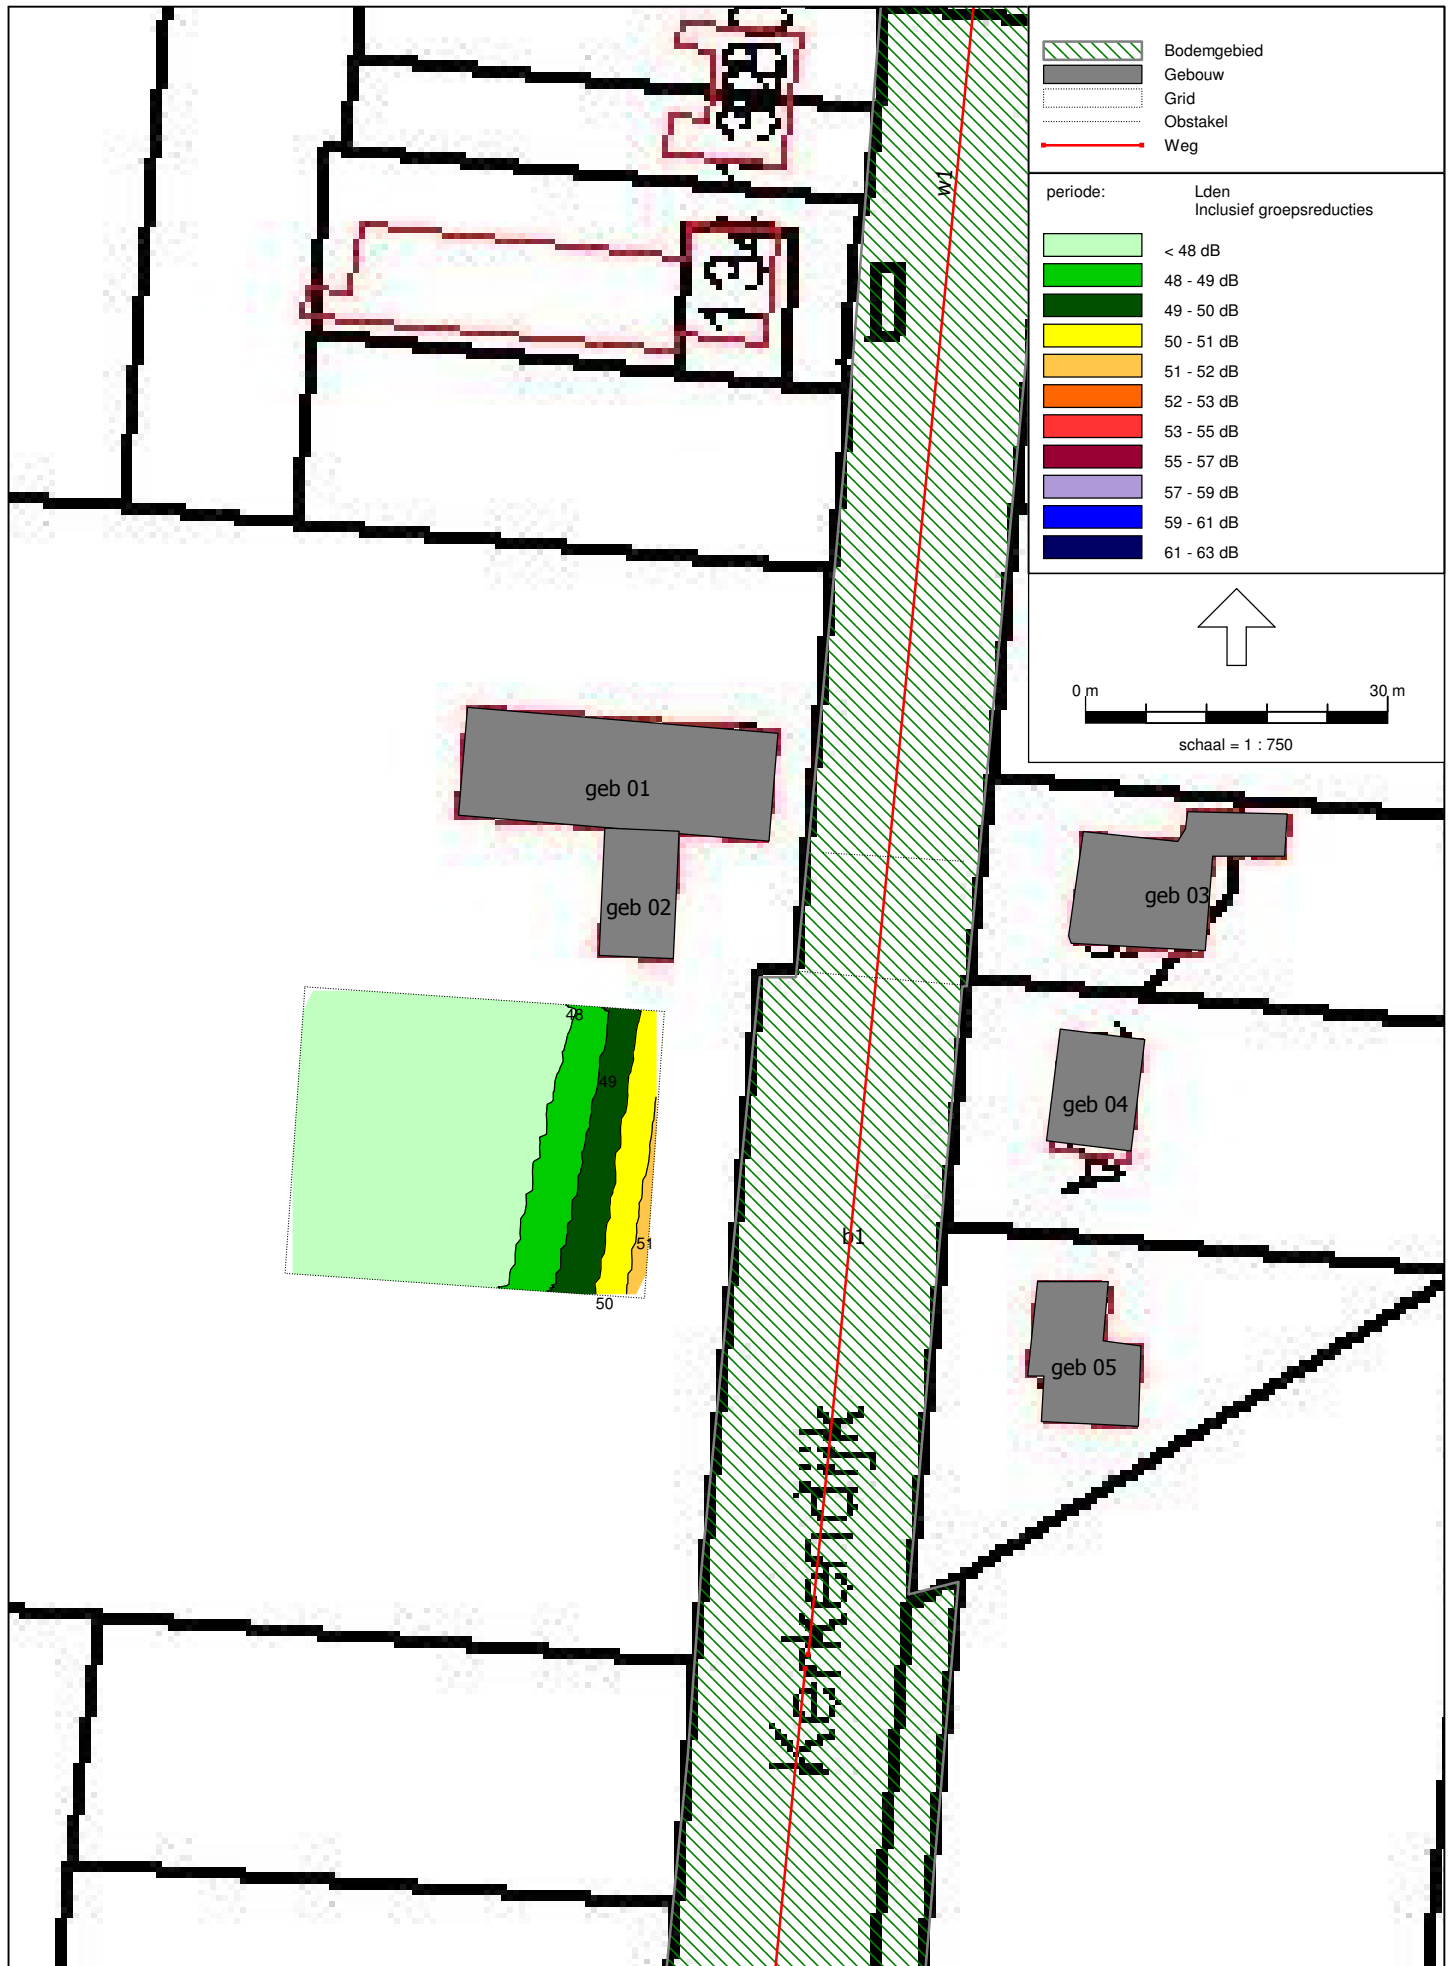 Bodemgebied
Gebouw
Grid
Obstakel
Weg
periode: Lden
Inclusief groepsreducties
< 48 dB
48 - 49 dB
49 - 50 dB
50 - 51 dB
51 - 52 dB
52 - 53 dB
53 - 55 dB
55 - 57 dB
57 - 59 dB
59 - 61 dB
61 - 63 dB
0 m 30 m
schaal = 1 : 750
w1
134
geb 01
geb 02
geb 03
geb 04
geb 05
48
49
51
50
b1
Kerkendijk